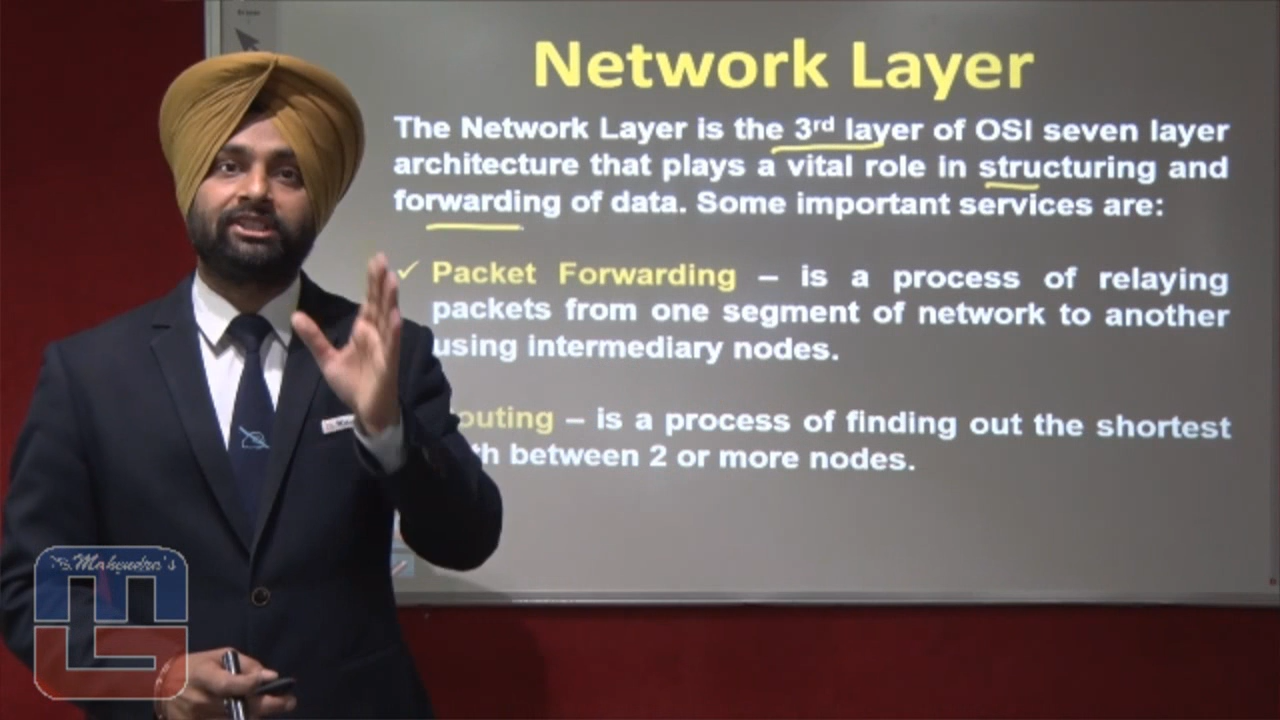 Network Layer
The Network Layer is the 3rd layer of OSI seven layer
architecture that plays a vital role in structuring and
forwarding of data. Some important services are:
✓ Packet Forwarding – is a process of relaying
packets from one segment of network to another
using intermediary nodes.
outing – is a process of finding out the shortest
th between 2 or more nodes.
Mahendra's